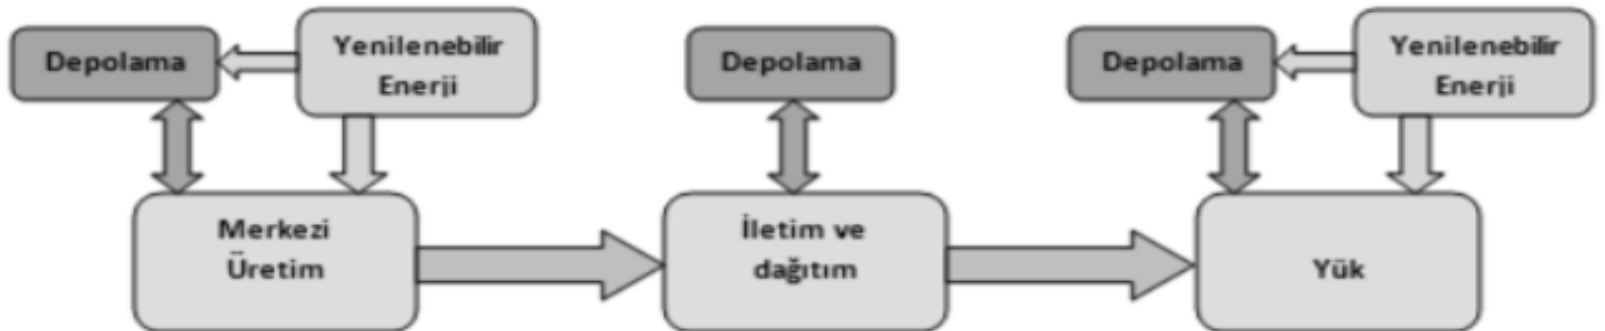 Depolama
Yenilenebilir
Enerji
Depolama
Depolama
Yenilenebilir
Enerji
Merkezi
Üretim
İletim ve
dağıtım
Yük